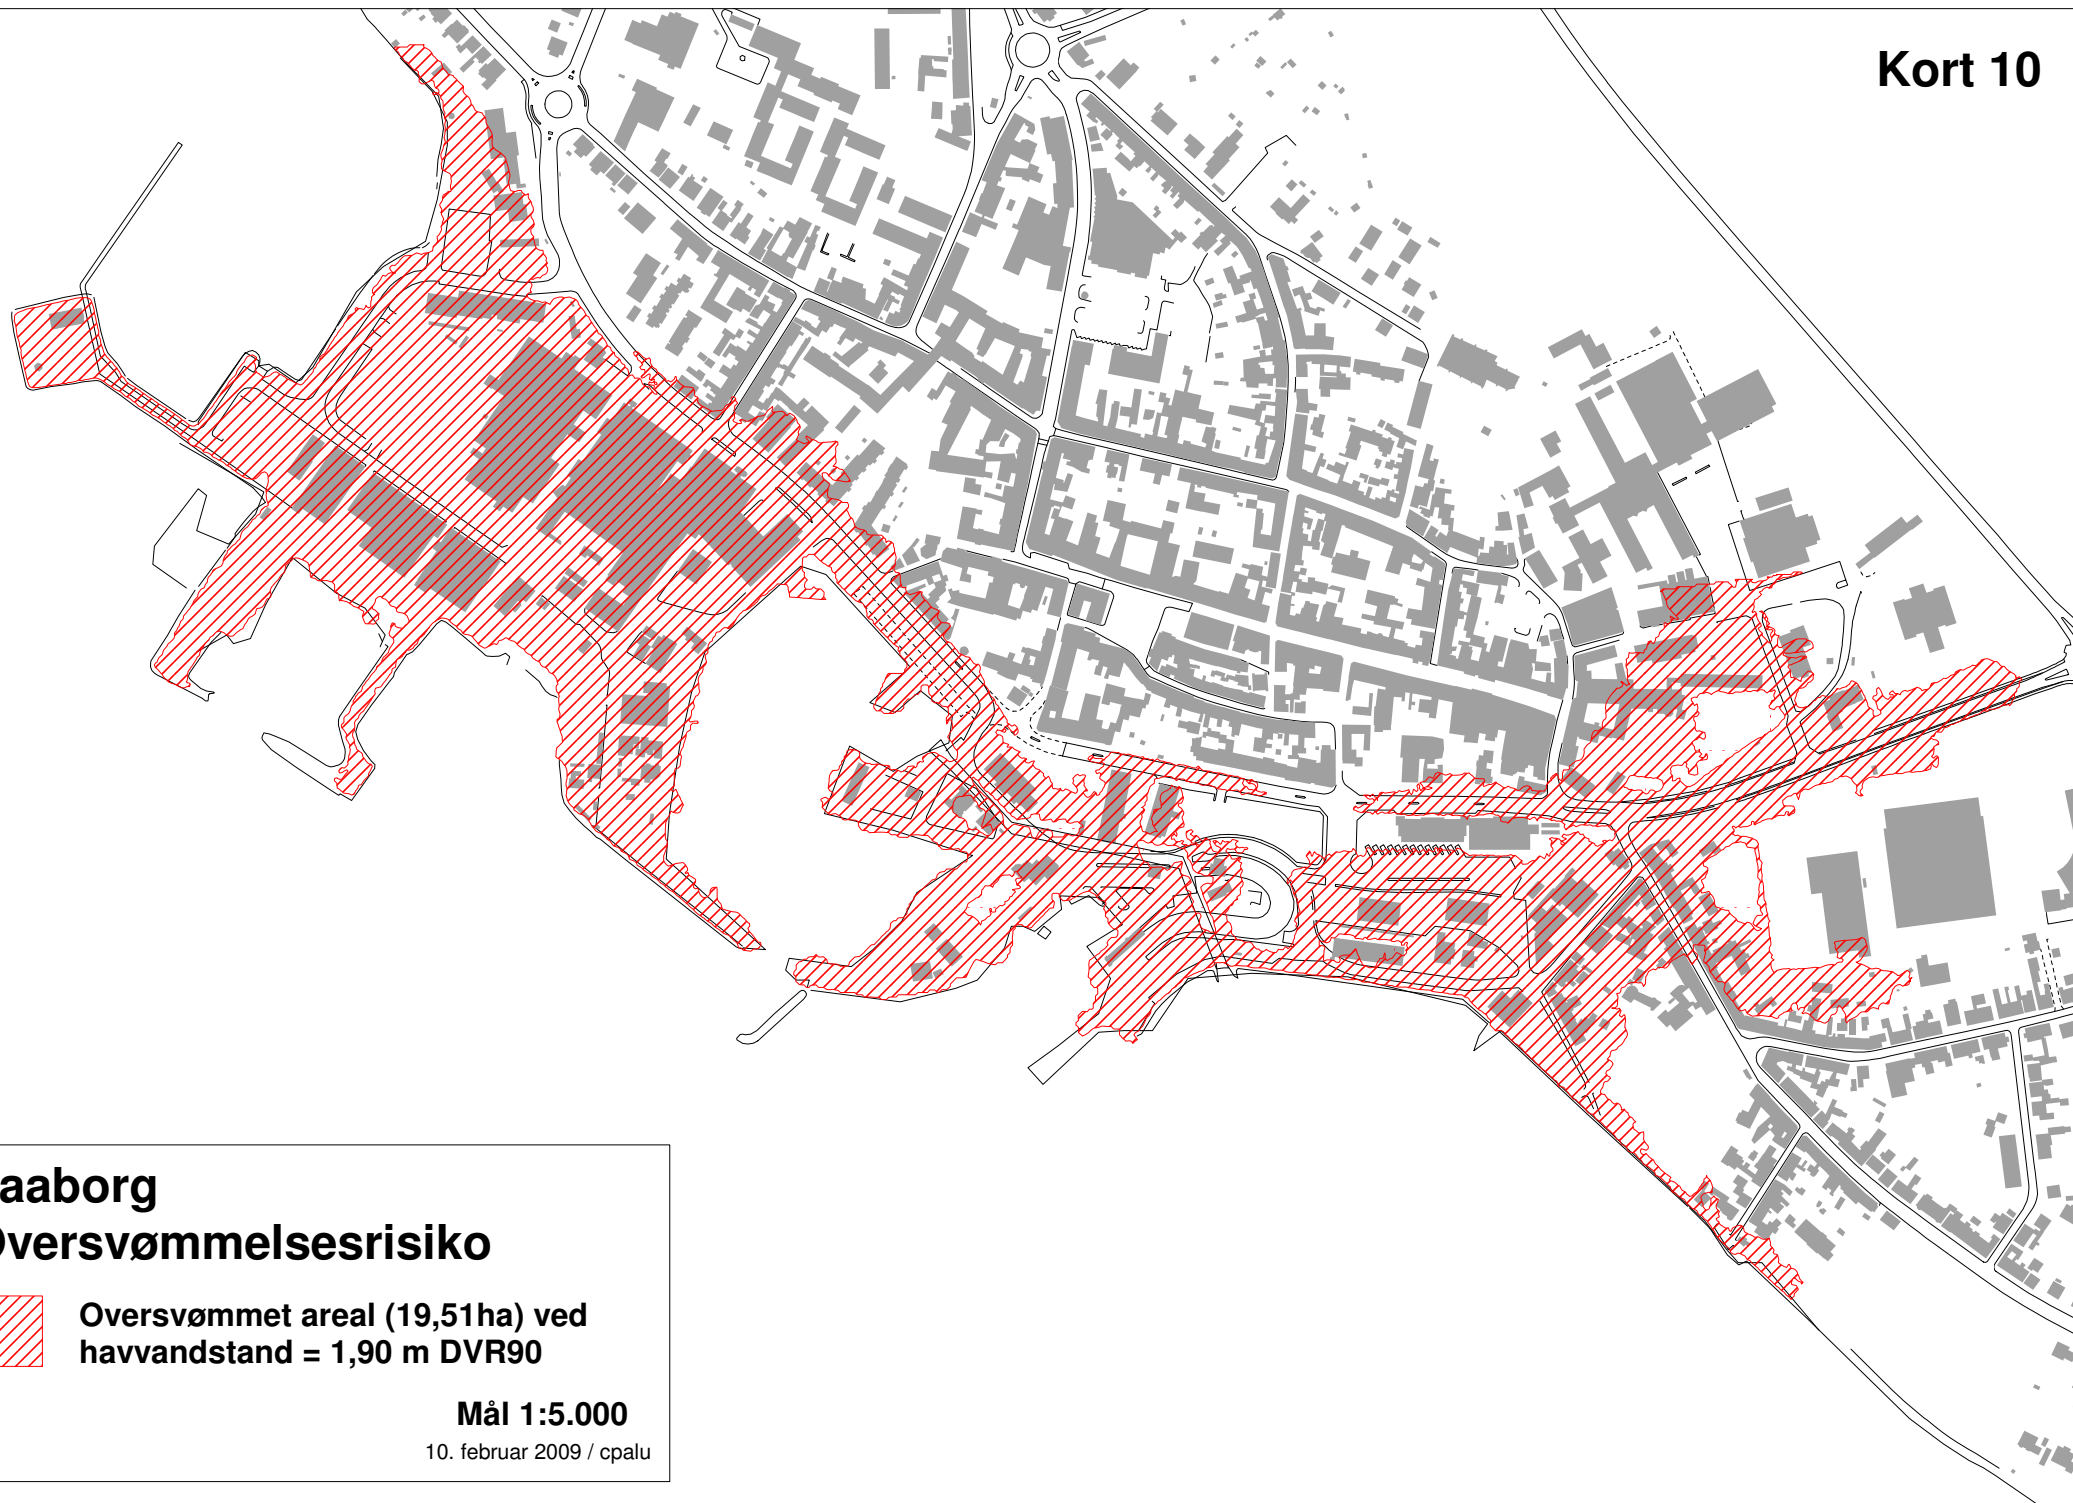 Kort 10
aaborg
Oversvømmelsesrisiko
Oversvømmet areal (19,51ha) ved
havvandstand = 1,90 m DVR90
Mål 1:5.000
10. februar 2009 / cpalu